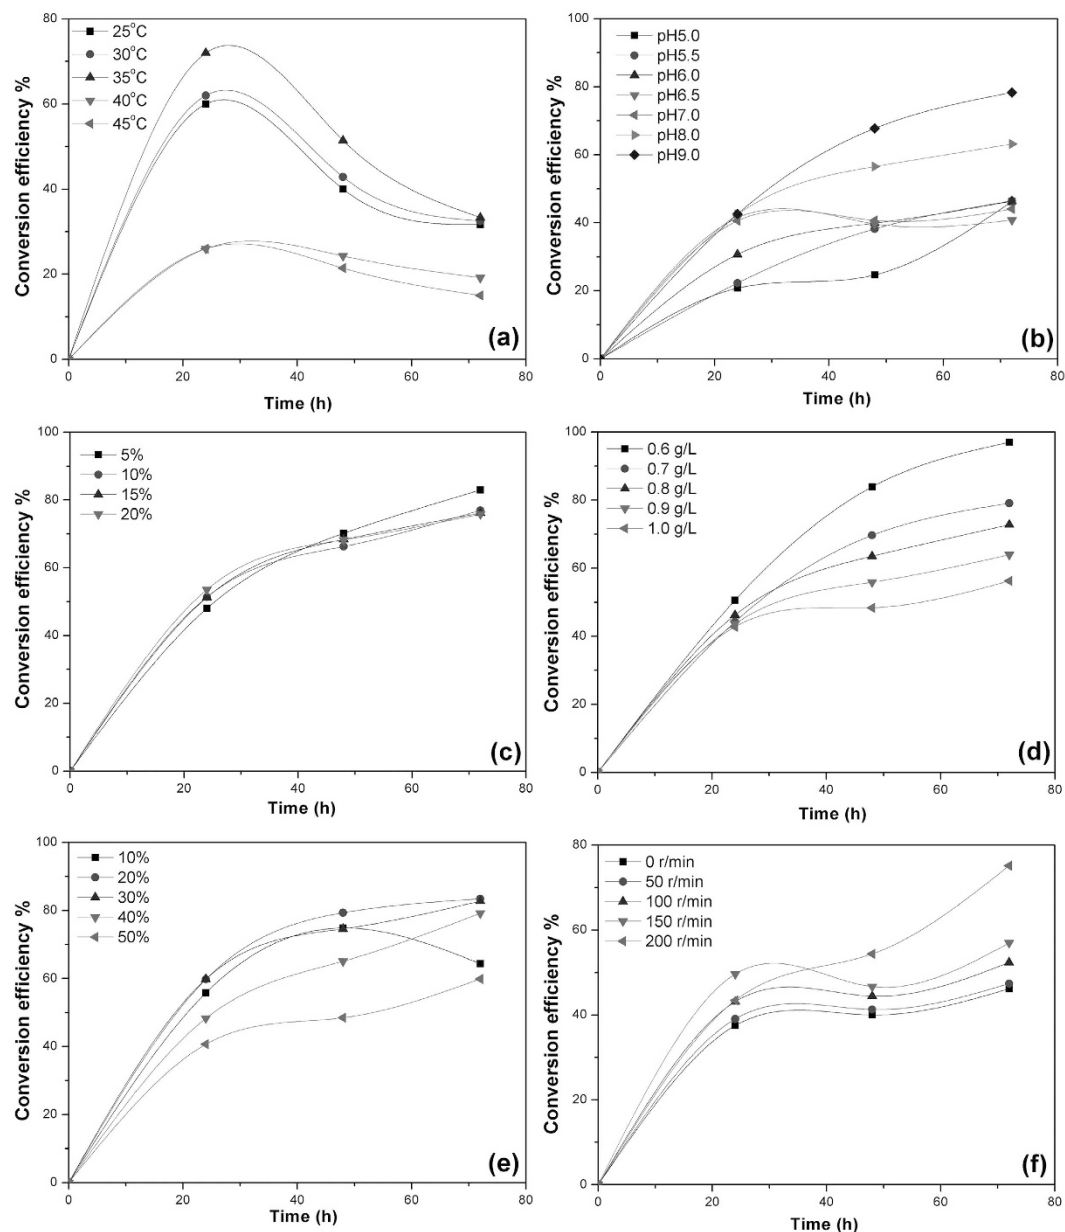 80
60
40
20
0
Conversion efficiency %
25°C
30°C
35°C
40°C
45°C
(a)
0 20 40 60 80
Time (h)
100
80
60
40
20
0
Conversion efficiency %
pH5.0
pH5.5
pH6.0
pH6.5
pH7.0
pH8.0
pH9.0
(b)
0 20 40 60 80
Time (h)
100
80
60
40
20
0
Conversion efficiency %
5%
10%
15%
20%
(c)
0 20 40 60 80
Time (h)
100
80
60
40
20
0
Conversion efficiency %
0.6 g/L
0.7 g/L
0.8 g/L
0.9 g/L
1.0 g/L
(d)
0 20 40 60 80
Time (h)
100
80
60
40
20
0
Conversion efficiency %
10%
20%
30%
40%
50%
(e)
0 20 40 60 80
Time (h)
80
60
40
20
0
Conversion efficiency %
0 r/min
50 r/min
100 r/min
150 r/min
200 r/min
(f)
0 20 40 60 80
Time (h)